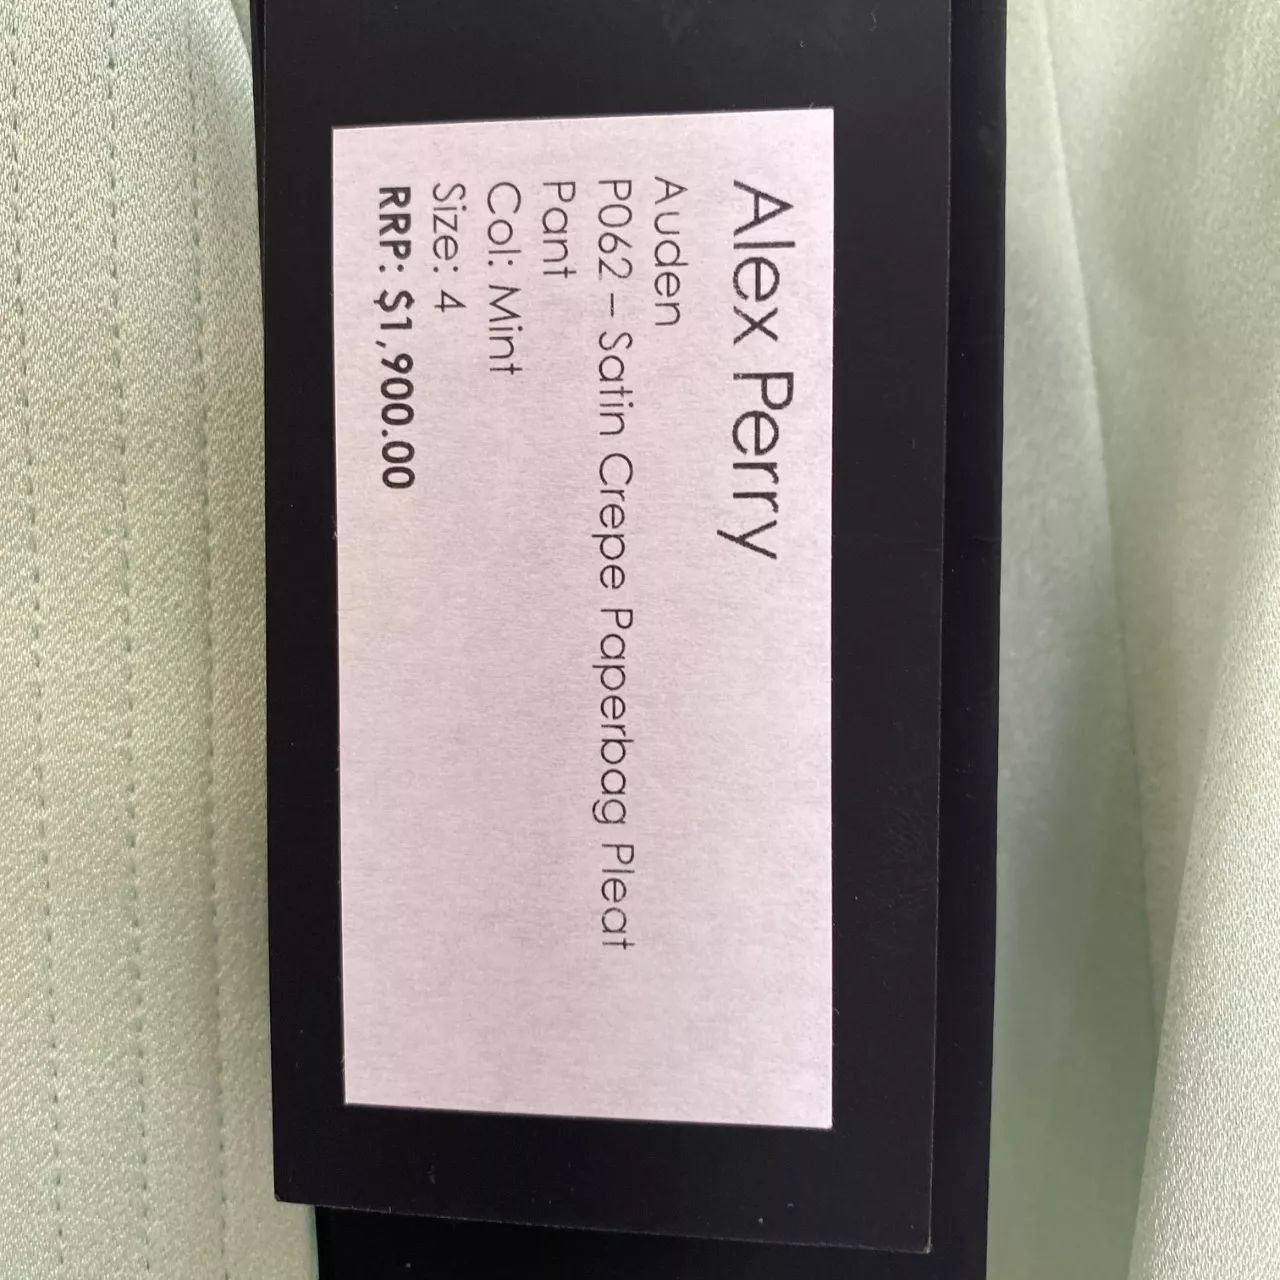 Alex Perry
Auden
P062 – Satin Crepe Paperbag Pleat
Pant
Col: Mint
Size: 4
RRP: $1,900.00